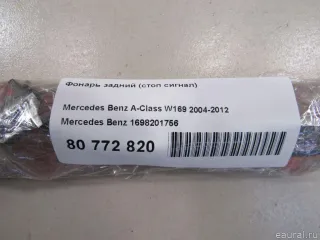 Фонарь задний (стоп сигнал)
Mercedes Benz A-Class W169 2004-2012
Mercedes Benz 1698201756
80 772 820
eaural.ru